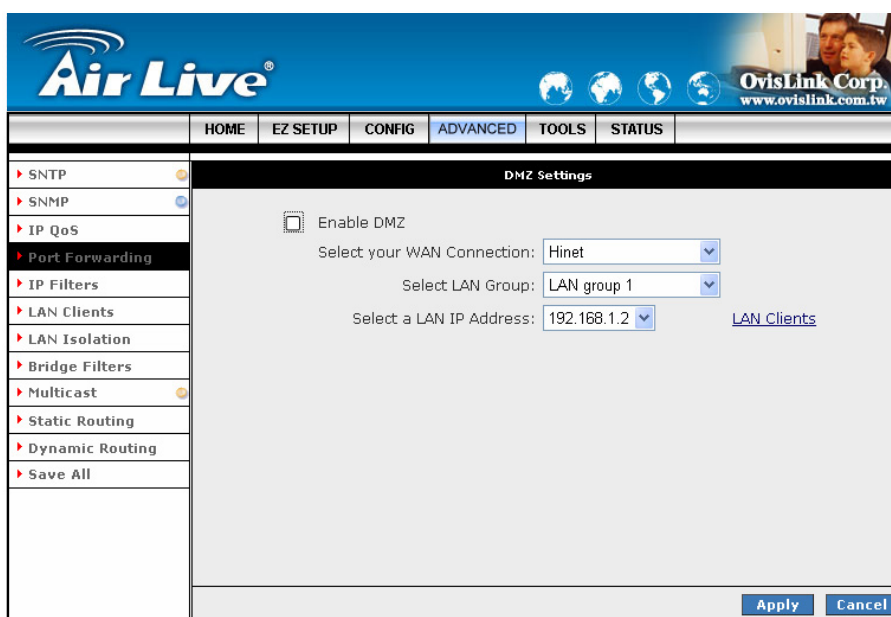 Air Live®
OvisLink Corp.
www.ovislink.com.tw
HOME EZ SETUP CONFIG ADVANCED TOOLS STATUS
SNTP
SNMP
IP QoS
Port Forwarding
IP Filters
LAN Clients
LAN Isolation
Bridge Filters
Multicast
Static Routing
Dynamic Routing
Save All
DMZ Settings
Enable DMZ
Select your WAN Connection: Hinet
Select LAN Group: LAN group 1
Select a LAN IP Address: 192.168.1.2 LAN Clients
Apply Cancel